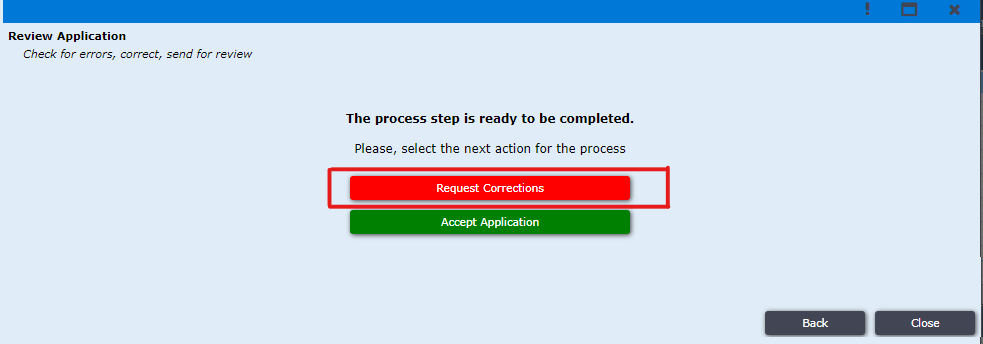 Review Application
Check for errors, correct, send for review
The process step is ready to be completed.
Please, select the next action for the process
Request Corrections
Accept Application
Back
Close